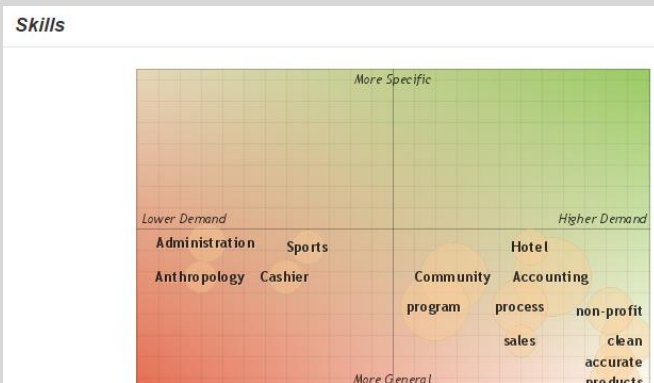 Skills
More Specific
Lower Demand
Higher Demand
Administration
Sports
Hotel
Anthropology
Cashier
Community
Accounting
program
process
non-profit
sales
clean
accurate
More General
products